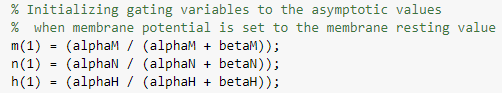 % Initializing gating variables to the asymptotic values
%  when membrane potential is set to the membrane resting value
m(1) = (alphaM / (alphaM + betaM));
n(1) = (alphaN / (alphaN + betaN));
h(1) = (alphaH / (alphaH + betaH));